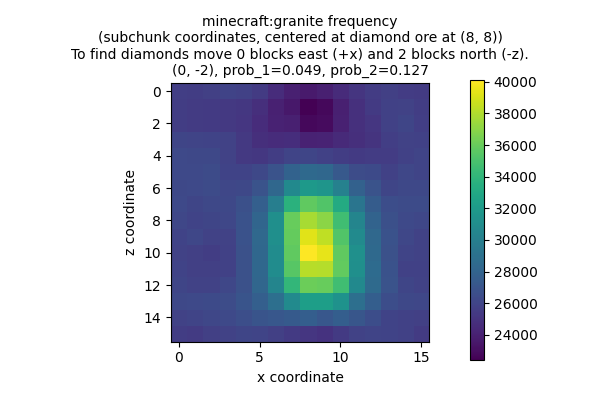 minecraft:granite frequency
(subchunk coordinates, centered at diamond ore at (8, 8))
To find diamonds move 0 blocks east (+x) and 2 blocks north (-z).
(0, -2), prob_1=0.049, prob_2=0.127
0
2
4
6
8
10
12
14
z coordinate
0 5 10 15
x coordinate
40000
38000
36000
34000
32000
30000
28000
26000
24000